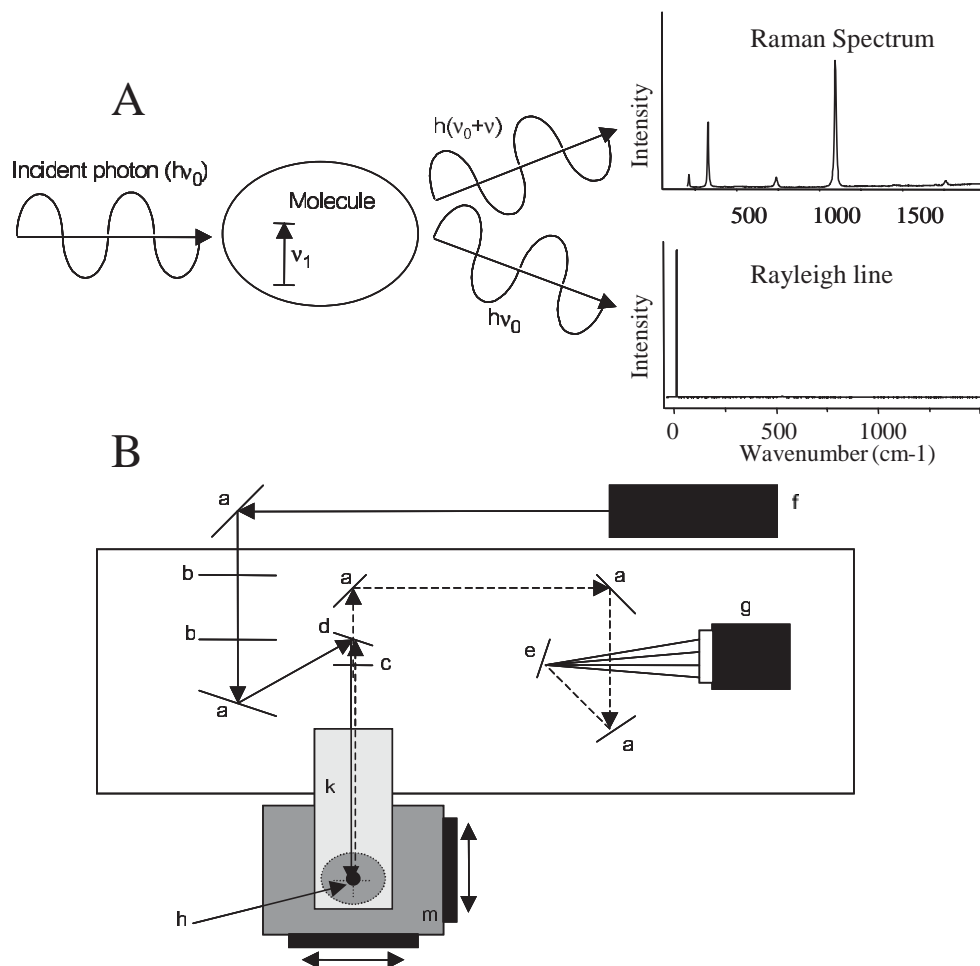 A
Incident photon (hν₀)
Molecule
ν₁
h(ν₀+ν)
hν₀
Raman Spectrum
Intensity
500 1000 1500
Rayleigh line
Intensity
0 500 1000
Wavenumber (cm-1)
B
a
f
b
a
a
g
b
d
c
e
a
a
k
h
m